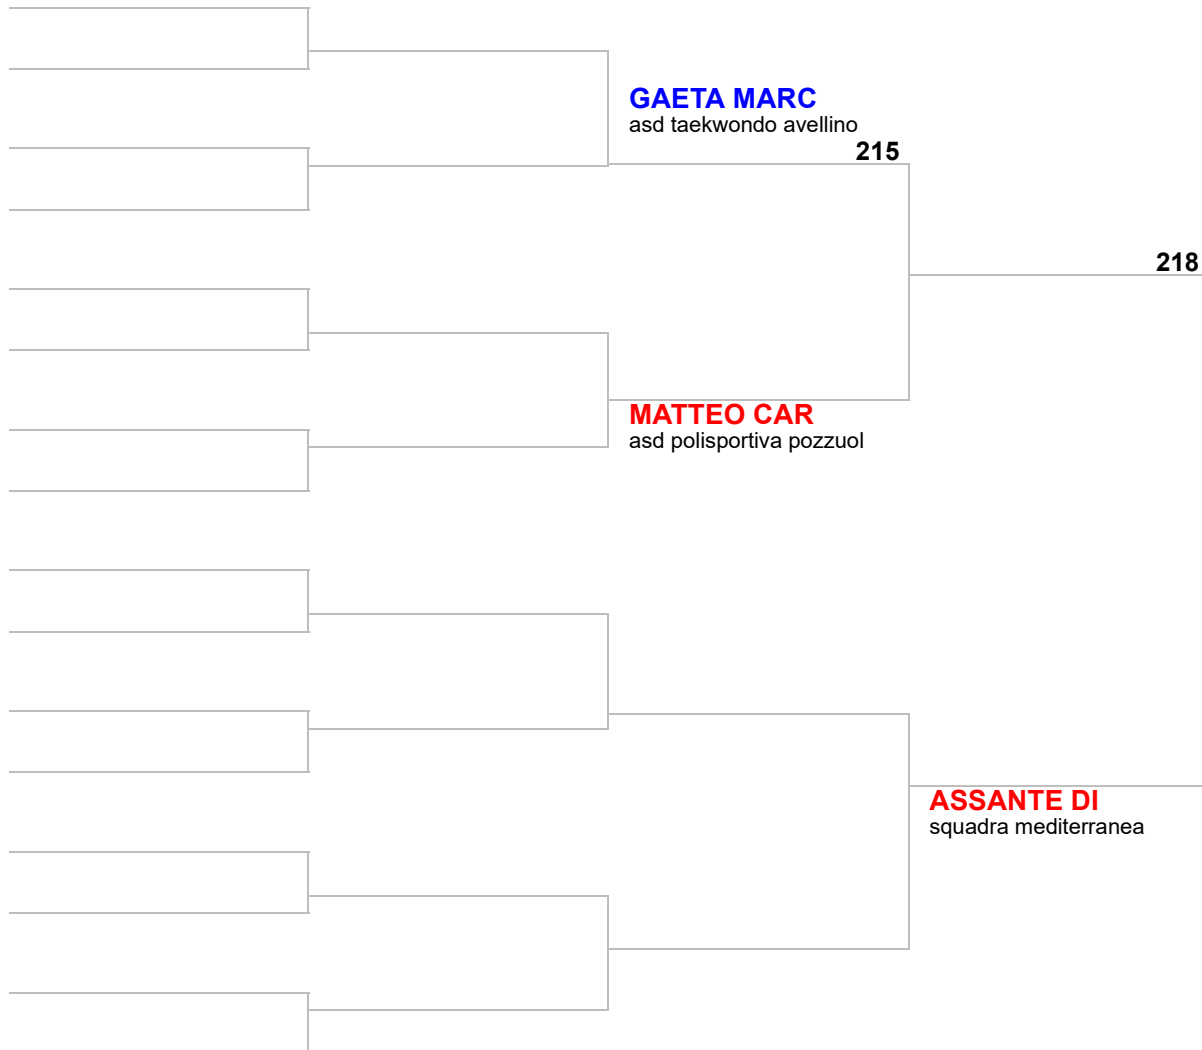 GAETA MARC
asd taekwondo avellino
215
218
MATTEO CAR
asd polisportiva pozzuol
ASSANTE DI
squadra mediterranea